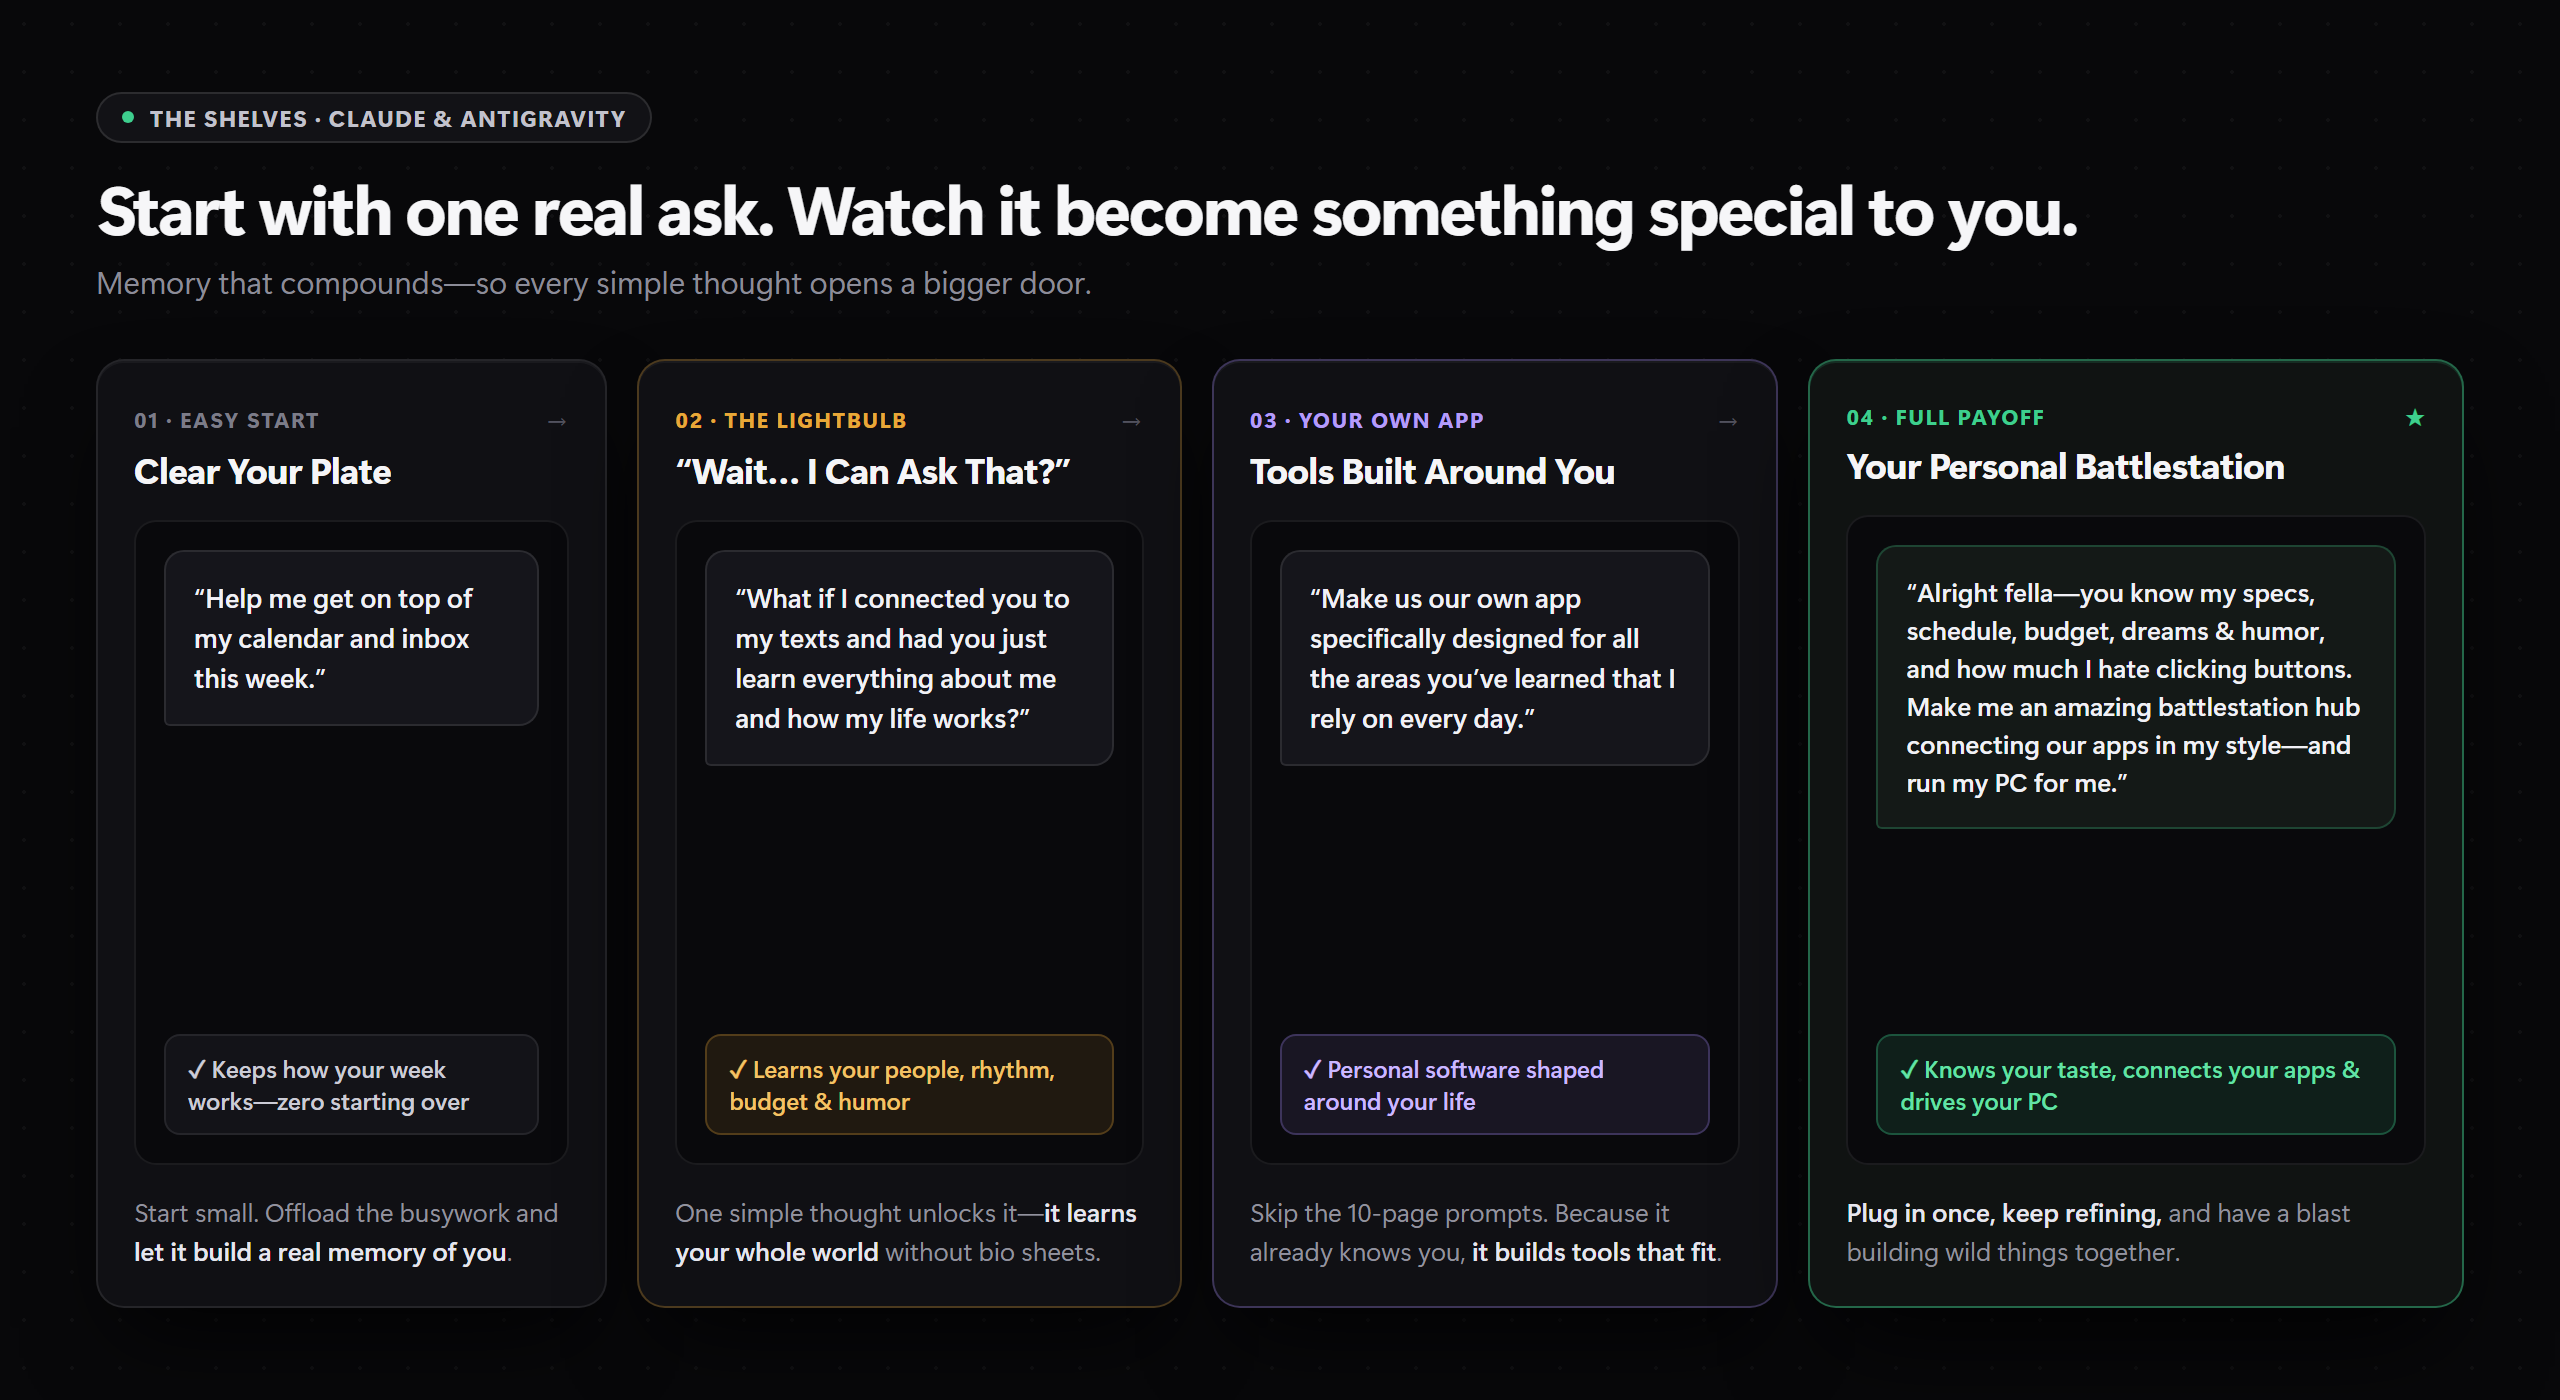 THE SHELVES · CLAUDE & ANTIGRAVITY
Start with one real ask. Watch it become something special to you.
Memory that compounds—so every simple thought opens a bigger door.
01 · EASY START →
Clear Your Plate
“Help me get on top of
my calendar and inbox
this week.”
✓ Keeps how your week
works—zero starting over
Start small. Offload the busywork and
let it build a real memory of you.
02 · THE LIGHTBULB →
“Wait... I Can Ask That?”
“What if I connected you to
my texts and had you just
learn everything about me
and how my life works?”
✓ Learns your people, rhythm,
budget & humor
One simple thought unlocks it—it learns
your whole world without bio sheets.
03 · YOUR OWN APP →
Tools Built Around You
“Make us our own app
specifically designed for all
the areas you’ve learned that I
rely on every day.”
✓ Personal software shaped
around your life
Skip the 10-page prompts. Because it
already knows you, it builds tools that fit.
04 · FULL PAYOFF ★
Your Personal Battlestation
“Alright fella—you know my specs,
schedule, budget, dreams & humor,
and how much I hate clicking buttons.
Make me an amazing battlestation hub
connecting our apps in my style—and
run my PC for me.”
✓ Knows your taste, connects your apps &
drives your PC
Plug in once, keep refining, and have a blast
building wild things together.